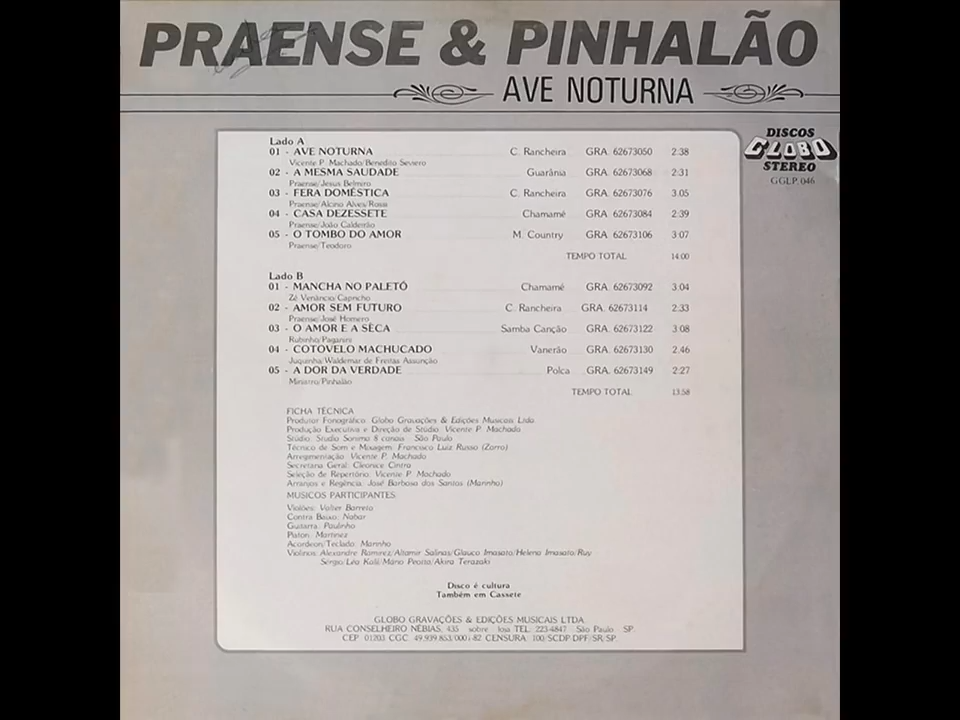 PRAENSE & PINHALÃO
AVE NOTURNA
DISCOS
GLOBO
STEREO
GGLP 046
Lado A
01 - AVE NOTURNA C. Rancheira GRA. 62673050 2:38
Vicente P. Machado/Benedito Seviero
02 - A MESMA SAUDADE Guarânia GRA. 62673068 2:31
Praense/Jesus Belmiro
03 - FERA DOMÉSTICA C. Rancheira GRA. 62673076 3:05
Praense/Alcino Alves/Rossi
04 - CASA DEZESSETE Chamamé GRA. 62673084 2:39
Praense/João Calderrão
05 - O TOMBO DO AMOR M. Country GRA. 62673106 3:07
Praense/Teodoro
TEMPO TOTAL 14:00
Lado B
01 - MANCHA NO PALETÓ Chamamé GRA. 62673092 3:04
Zé Venâncio/Capricho
02 - AMOR SEM FUTURO C. Rancheira GRA. 62673114 2:33
Praense/José Homero
03 - O AMOR E A SÊCA Samba Canção GRA. 62673122 3:08
Rubinho/Paganini
04 - COTOVELO MACHUCADO Vanerão GRA. 62673130 2:46
Juquinha/Waldemar de Freitas Assunção
05 - A DOR DA VERDADE Polca GRA. 62673149 2:27
Ministro/Pinhalão
TEMPO TOTAL 13:58
FICHA TÉCNICA
Produtor Fonográfico: Globo Gravações & Edições Musicais Ltda
Produção Executiva e Direção de Stúdio: Vicente P. Machado
Stúdio: Studio Sonima 8 canais São Paulo
Técnico de Som e Mixagem: Francisco Luiz Russo (Zorro)
Arregimentação: Vicente P. Machado
Secretaria Geral: Cleonice Cintra
Seleção de Repertório: Vicente P. Machado
Arranjos e Regência: José Barbosa dos Santos (Marinho)
MUSICOS PARTICIPANTES:
Violões: Valter Barreto
Contra Baixo: Nabar
Guitarra: Paulinho
Piston: Martinez
Acordeon/Teclado: Marinho
Violinos: Alexandre Ramirez/Altamir Salinas/Glauco Imasato/Helena Imasato/Ruy
Sérgio/Léa Kalil/Mário Peotta/Akira Terazaki
Disco é cultura
Também em Cassete
GLOBO GRAVAÇÕES & EDIÇÕES MUSICAIS LTDA.
RUA CONSELHEIRO NÉBIAS, 435 sobre loja TEL. 223-4847 São Paulo SP.
CEP 01203 CGC. 49.939.853/0001-82 CENSURA: 100/SCDP/DPF/SR/SP.